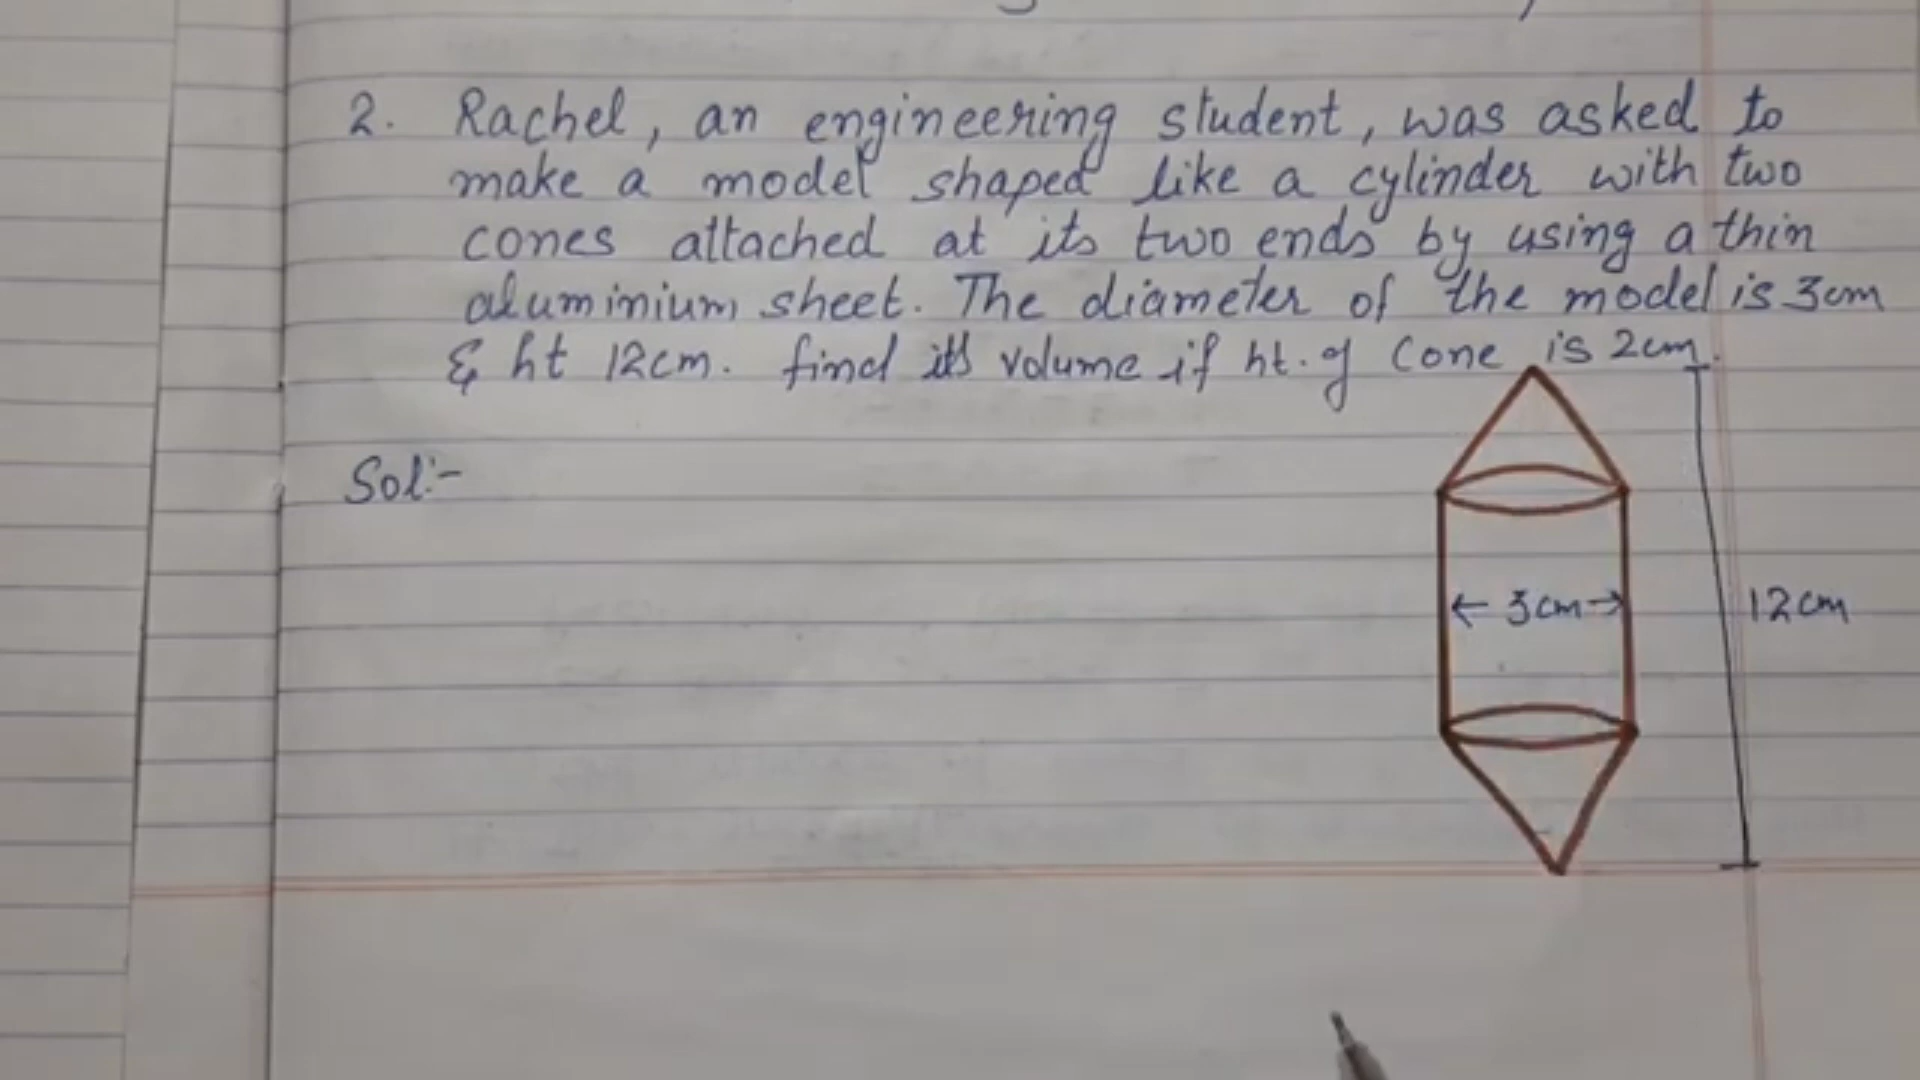 2. Rachel, an engineering student, was asked to
make a model shaped like a cylinder with two
cones attached at its two ends by using a thin
aluminium sheet. The diameter of the model is 3cm
& ht 12cm. find its volume if ht. of Cone is 2cm.
Sol:-
← 3cm →
12cm